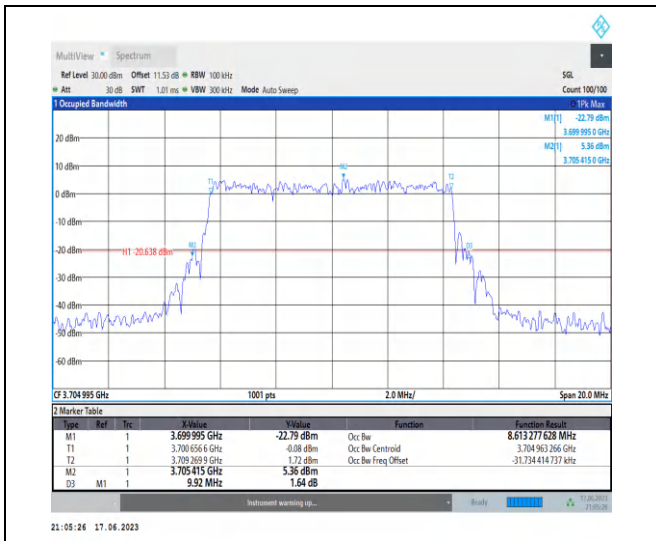 MultiView Spectrum
Ref Level 30.00 dBm Offset 11.53 dB RBW 100 kHz SGL
Att 30 dB SWT 1.01 ms VBW 300 kHz Mode Auto Sweep Count 100/100
1 Occupied Bandwidth 1Pk Max
M1[1] -22.79 dBm
3.699 995 0 GHz
M2[1] 5.36 dBm
3.705 415 0 GHz
20 dBm
10 dBm
M2
T1
T2
0 dBm
-10 dBm
-20 dBm
H1 -20.638 dBm
D3
-30 dBm
-40 dBm
-50 dBm
-60 dBm
CF 3.704 995 GHz 1001 pts 2.0 MHz/ Span 20.0 MHz
2 Marker Table
Type Ref Trc X-Value Y-Value Function Function Result
M1 1 3.699 995 GHz -22.79 dBm Occ Bw 8.613 277 628 MHz
T1 1 3.700 656 6 GHz -0.08 dBm Occ Bw Centroid 3.704 963 266 GHz
T2 1 3.709 269 9 GHz 1.72 dBm Occ Bw Freq Offset -31.734 414 737 kHz
M2 1 3.705 415 GHz 5.36 dBm
D3 M1 1 9.92 MHz 1.64 dB
Instrument warming up... Ready 17.06.2023
21:05:26
21:05:26 17.06.2023